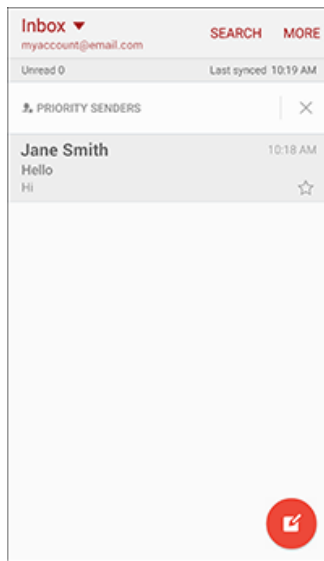 Inbox
SEARCH MORE
myaccount@email.com
Unread 0 Last synced 10:19 AM
PRIORITY SENDERS
Jane Smith 10:18 AM
Hello
Hi